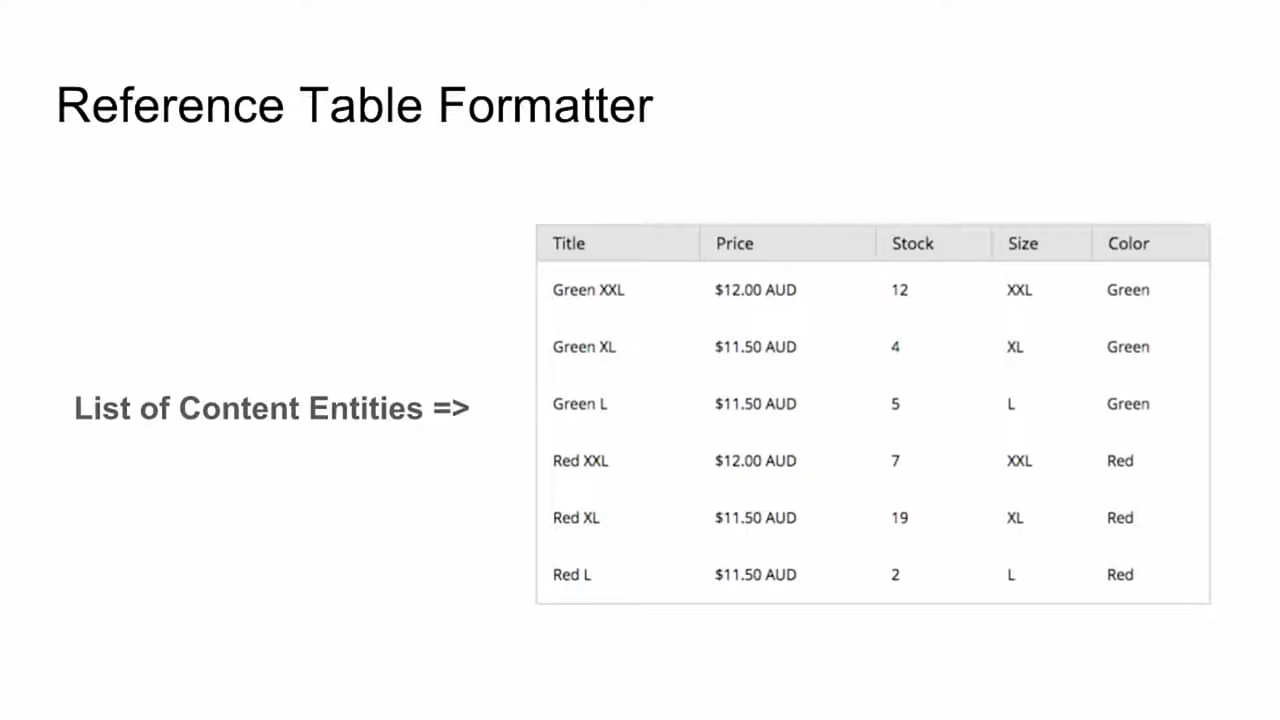 Reference Table Formatter
List of Content Entities =>
Title Price Stock Size Color
Green XXL $12.00 AUD 12 XXL Green
Green XL $11.50 AUD 4 XL Green
Green L $11.50 AUD 5 L Green
Red XXL $12.00 AUD 7 XXL Red
Red XL $11.50 AUD 19 XL Red
Red L $11.50 AUD 2 L Red